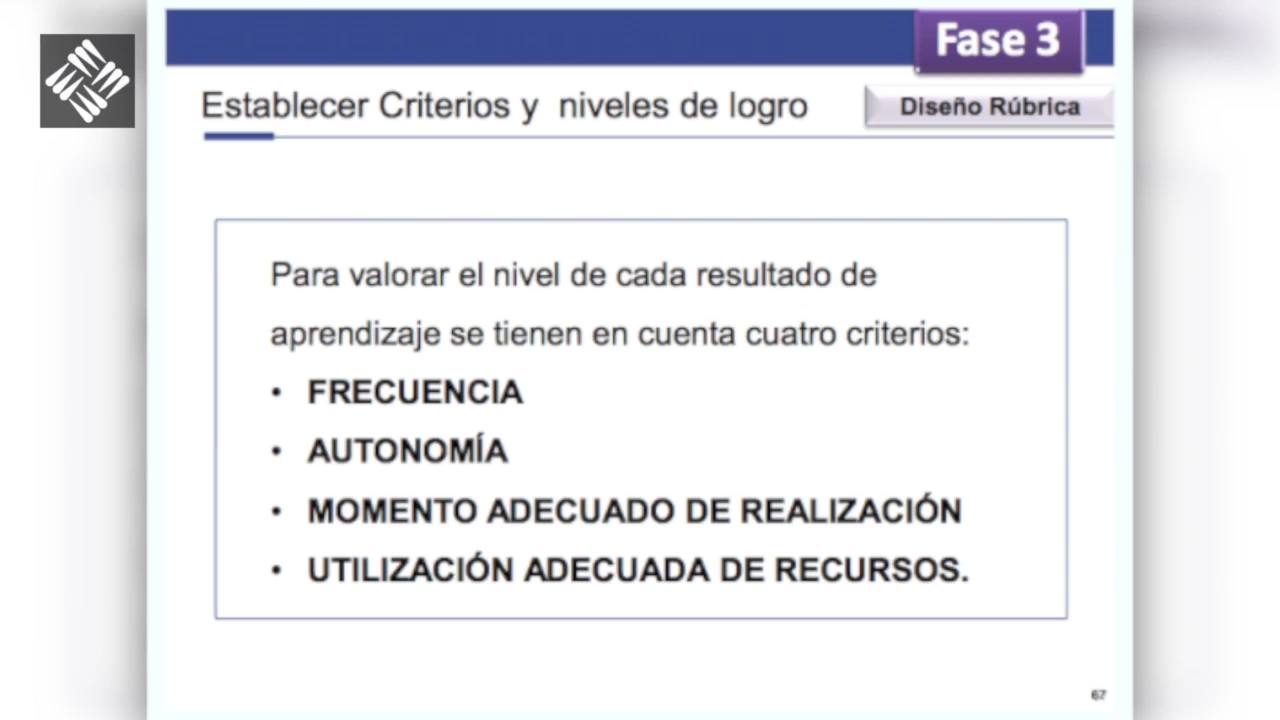 Fase 3
Establecer Criterios y niveles de logro
Diseño Rúbrica
Para valorar el nivel de cada resultado de
aprendizaje se tienen en cuenta cuatro criterios:
• FRECUENCIA
• AUTONOMÍA
• MOMENTO ADECUADO DE REALIZACIÓN
• UTILIZACIÓN ADECUADA DE RECURSOS.
67